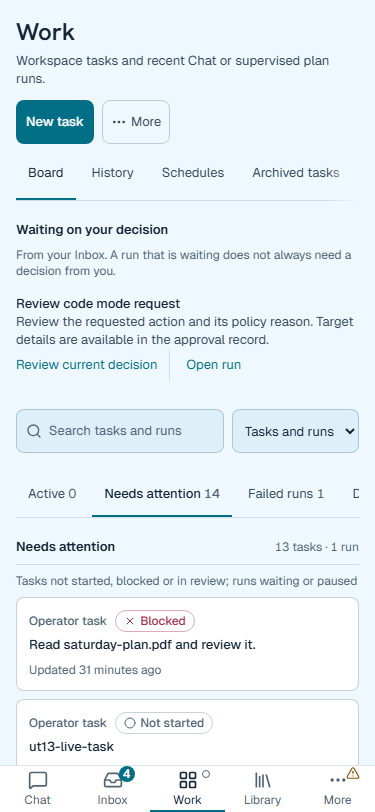 Work
Workspace tasks and recent Chat or supervised plan
runs.
New task
More
Board History Schedules Archived tasks
Waiting on your decision
From your Inbox. A run that is waiting does not always need a
decision from you.
Review code mode request
Review the requested action and its policy reason. Target
details are available in the approval record.
Review current decision Open run
Search tasks and runs
Tasks and runs
Active 0 Needs attention 14 Failed runs 1 D
Needs attention 13 tasks · 1 run
Tasks not started, blocked or in review; runs waiting or paused
Operator task Blocked
Read saturday-plan.pdf and review it.
Updated 31 minutes ago
Operator task Not started
ut13-live-task
4
Chat Inbox Work Library More